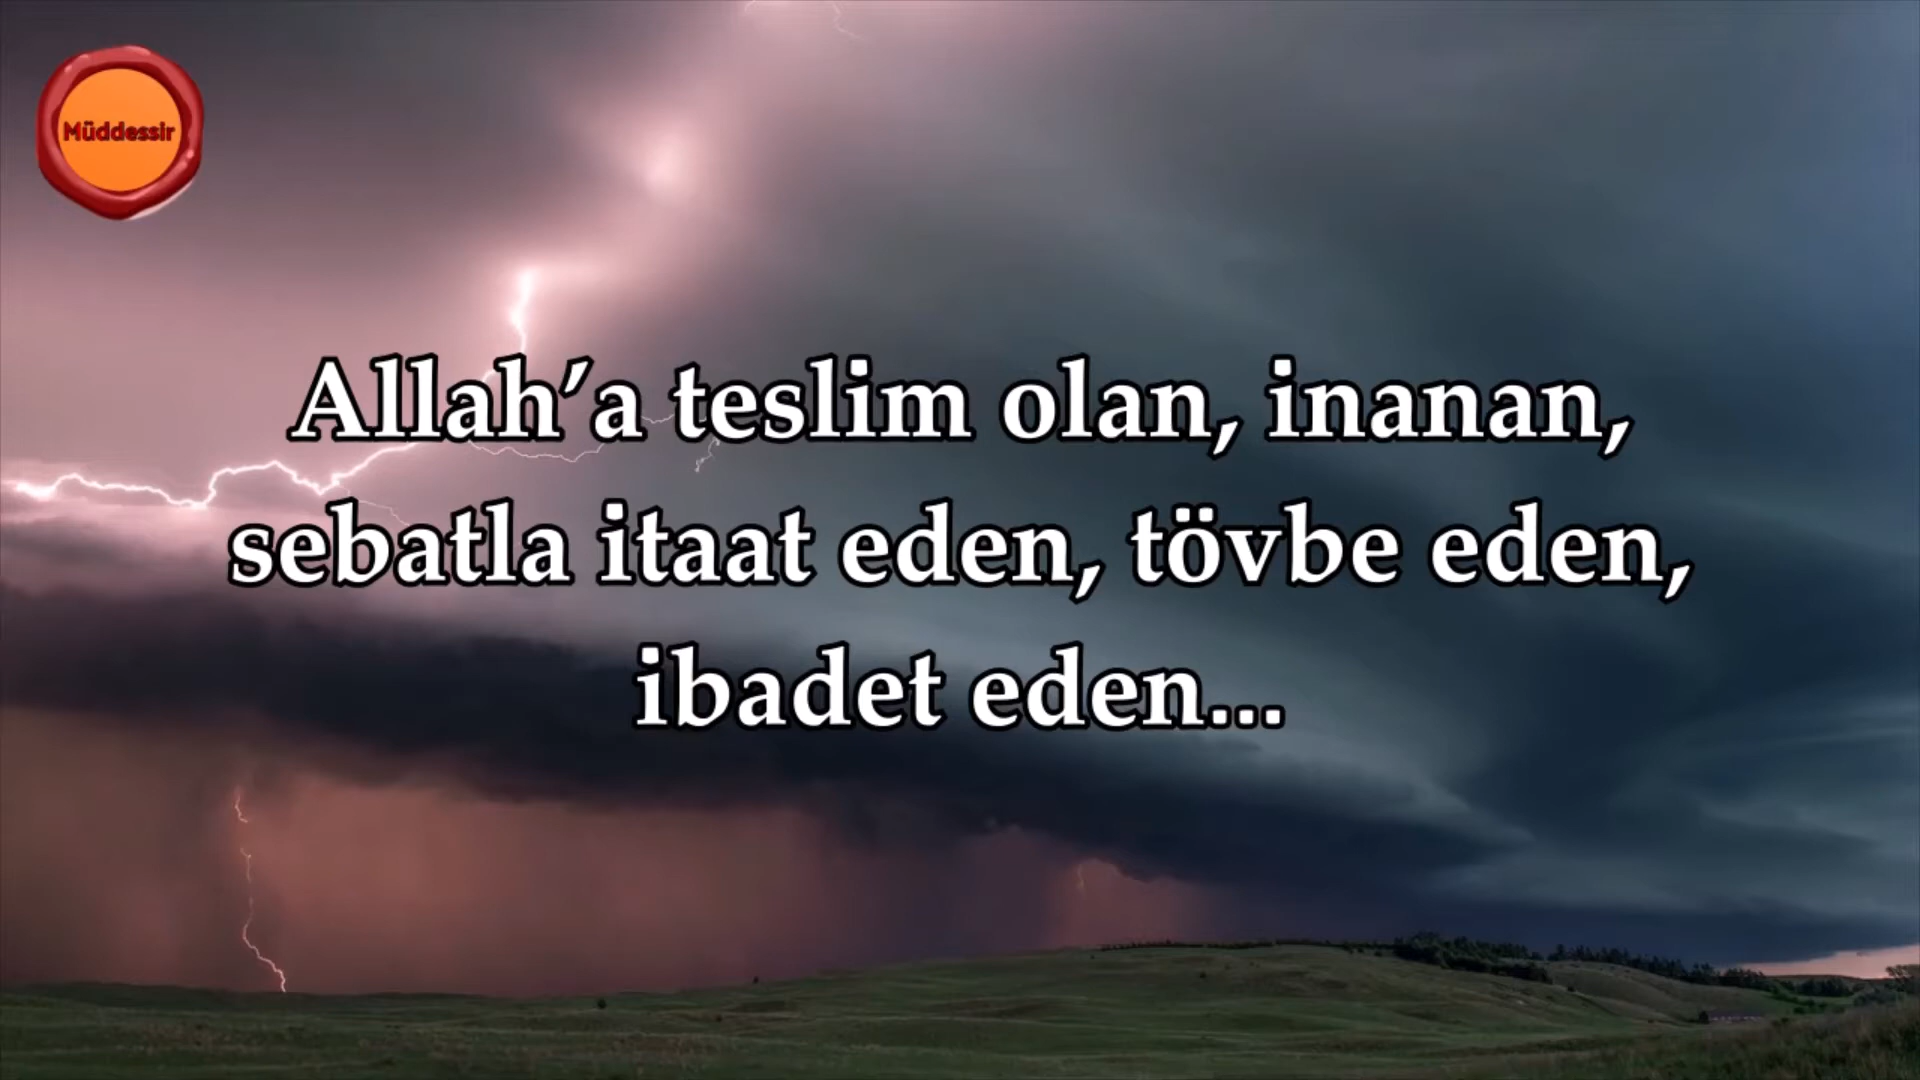 Müddessir
Allah’a teslim olan, inanan,
sebatla itaat eden, tövbe eden,
ibadet eden...